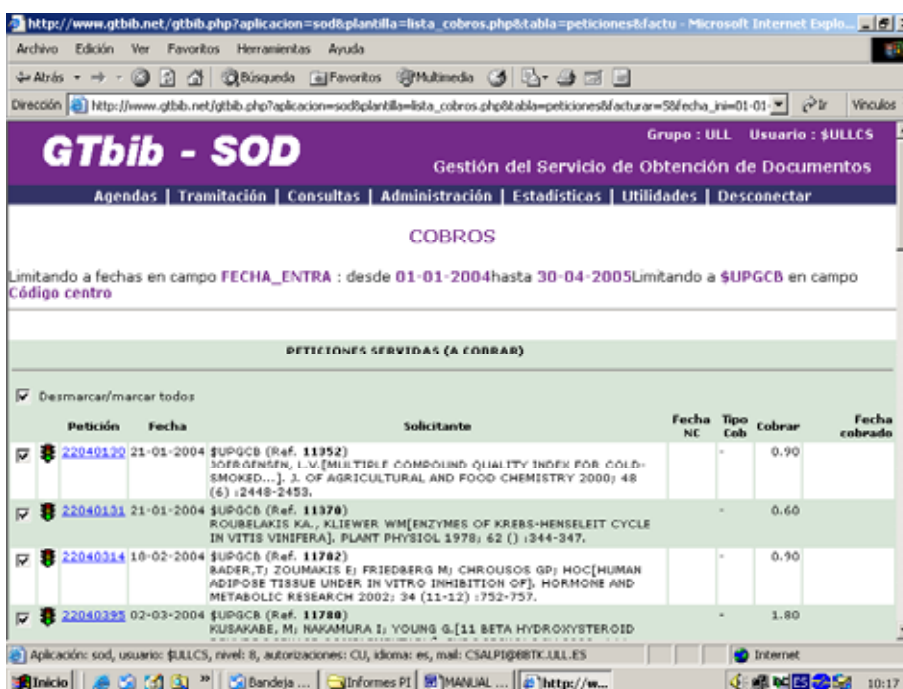 http://www.gtbib.net/gtbib.php?aplicacion=sod&plantilla=lista_cobros.php&tabla=peticiones&factu - Microsoft Internet Explo...
Archivo Edición Ver Favoritos Herramientas Ayuda
Atrás Búsqueda Favoritos Multimedia
Dirección http://www.gtbib.net/gtbib.php?aplicacion=sod&plantilla=lista_cobros.php&tabla=peticiones&facturar=5&fecha_ini=01-01- Ir Vínculos
Grupo : ULL Usuario : $ULLCS
GTbib - SOD
Gestión del Servicio de Obtención de Documentos
Agendas | Tramitación | Consultas | Administración | Estadísticas | Utilidades | Desconectar
COBROS
Limitando a fechas en campo FECHA_ENTRA : desde 01-01-2004hasta 30-04-2005Limitando a $UPGCB en campo
Código centro
PETICIONES SERVIDAS (A COBRAR)
Desmarcar/marcar todos
Petición Fecha Solicitante Fecha NC Tipo Cob Cobrar Fecha cobrado
22040130 21-01-2004 $UPGCB (Ref. 11352) - 0.90
JOERGENSEN, L.V.[MULTIPLE COMPOUND QUALITY INDEX FOR COLD-
SMOKED...]. J. OF AGRICULTURAL AND FOOD CHEMISTRY 2000; 48
(6) :2448-2453.
22040131 21-01-2004 $UPGCB (Ref. 11370) - 0.60
ROUBELAKIS KA., KLIEWER WM[ENZYMES OF KREBS-HENSELEIT CYCLE
IN VITIS VINIFERA]. PLANT PHYSIOL 1978; 62 () :344-347.
22040314 18-02-2004 $UPGCB (Ref. 11702) - 0.90
BADER,T; ZOUMAKIS E; FRIEDBERG M; CHROUSOS GP; HOC[HUMAN
ADIPOSE TISSUE UNDER IN VITRO INHIBITION OF]. HORMONE AND
METABOLIC RESEARCH 2002; 34 (11-12) :752-757.
22040395 02-03-2004 $UPGCB (Ref. 11780) - 1.80
KUSAKABE, M; NAKAMURA I; YOUNG G.[11 BETA HYDROXYSTEROID
Aplicación: sod, usuario: $ULLCS, nivel: 8, autorizaciones: CU, idioma: es, mail: CSALPI@BBTK.ULL.ES Internet
Inicio Bandeja ... Informes PI MANUAL ... http://w... ES 10:17